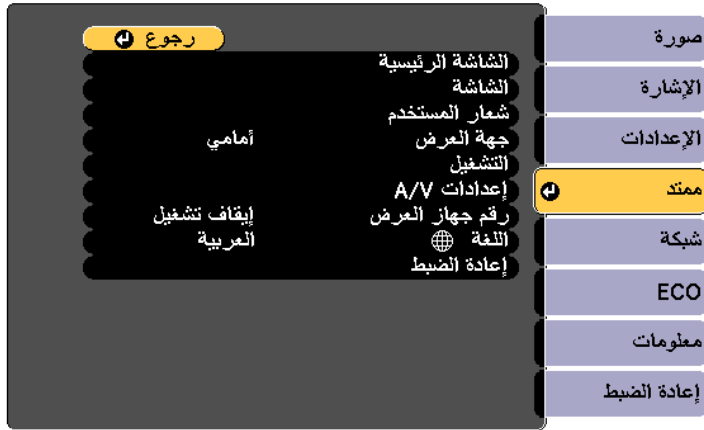 صورة
الإشارة
الإعدادات
ممتد
شبكة
ECO
معلومات
إعادة الضبط
رجوع
الشاشة الرئيسية
الشاشة
شعار المستخدم
جهة العرض أمامي
التشغيل
إعدادات A/V
رقم جهاز العرض إيقاف تشغيل
اللغة العربية
إعادة الضبط